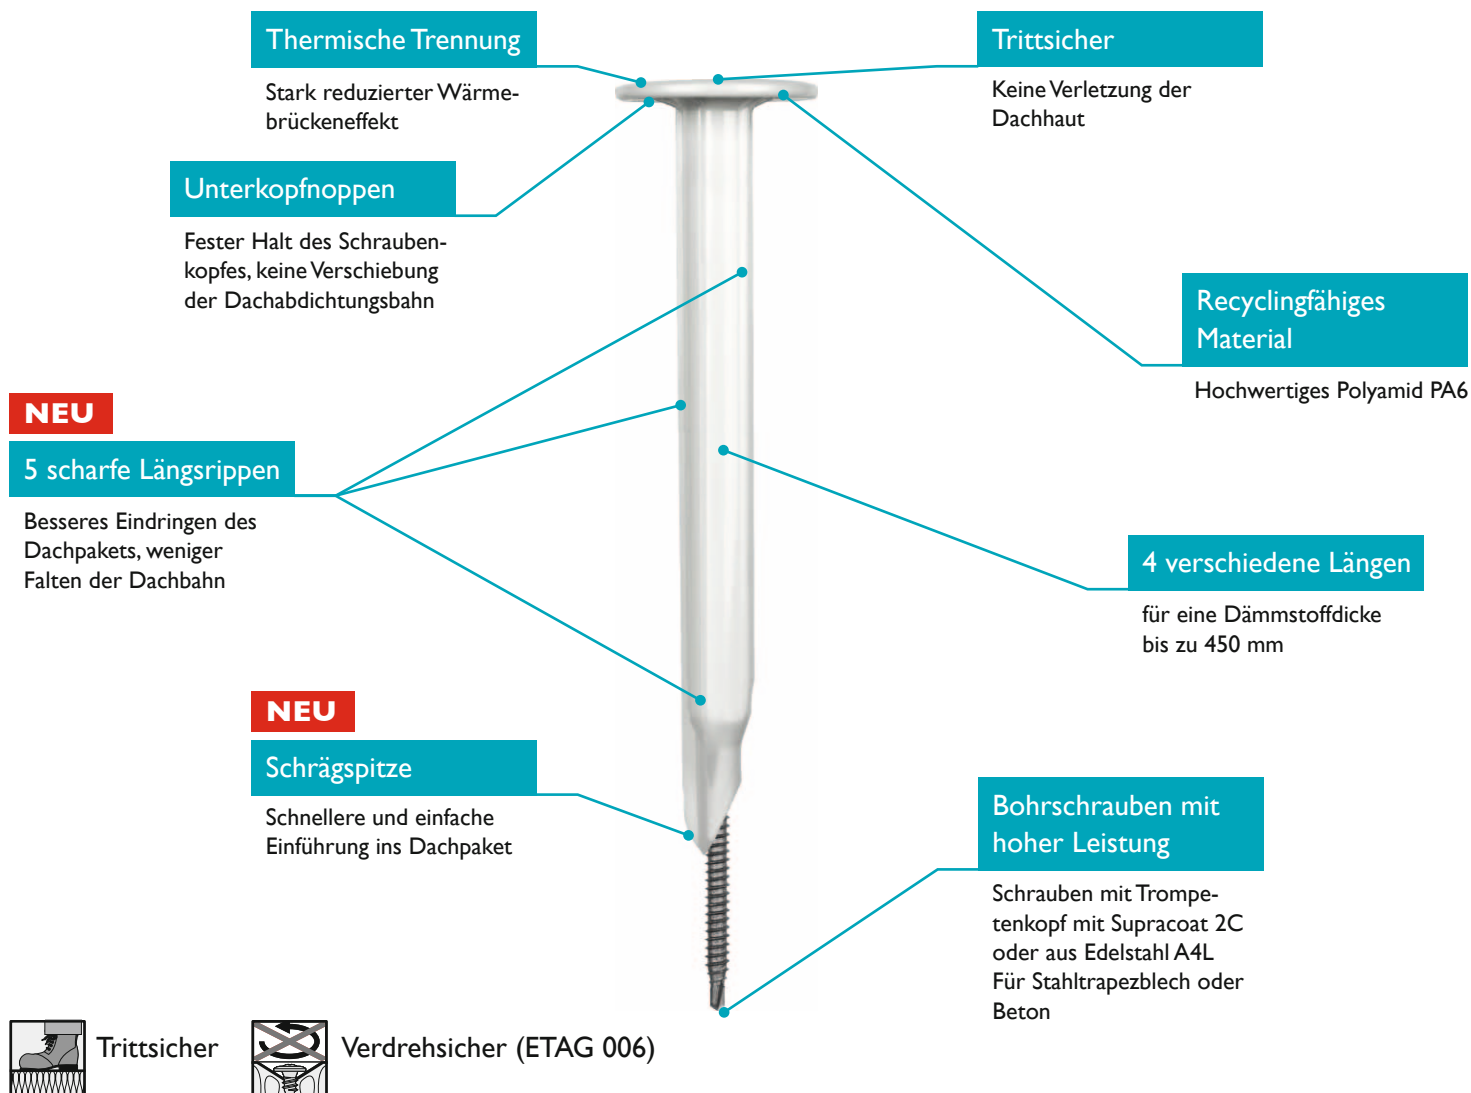 Thermische Trennung
Stark reduzierter Wärme-
brückeneffekt
Trittsicher
Keine Verletzung der
Dachhaut
Unterkopfnoppen
Fester Halt des Schrauben-
kopfes, keine Verschiebung
der Dachabdichtungsbahn
Recyclingfähiges
Material
Hochwertiges Polyamid PA6
NEU
5 scharfe Längsrippen
Besseres Eindringen des
Dachpakets, weniger
Falten der Dachbahn
4 verschiedene Längen
für eine Dämmstoffdicke
bis zu 450 mm
NEU
Schrägspitze
Schnellere und einfache
Einführung ins Dachpaket
Bohrschrauben mit
hoher Leistung
Schrauben mit Trompe-
tenkopf mit Supracoat 2C
oder aus Edelstahl A4L
Für Stahltrapezblech oder
Beton
Trittsicher
Verdrehsicher (ETAG 006)